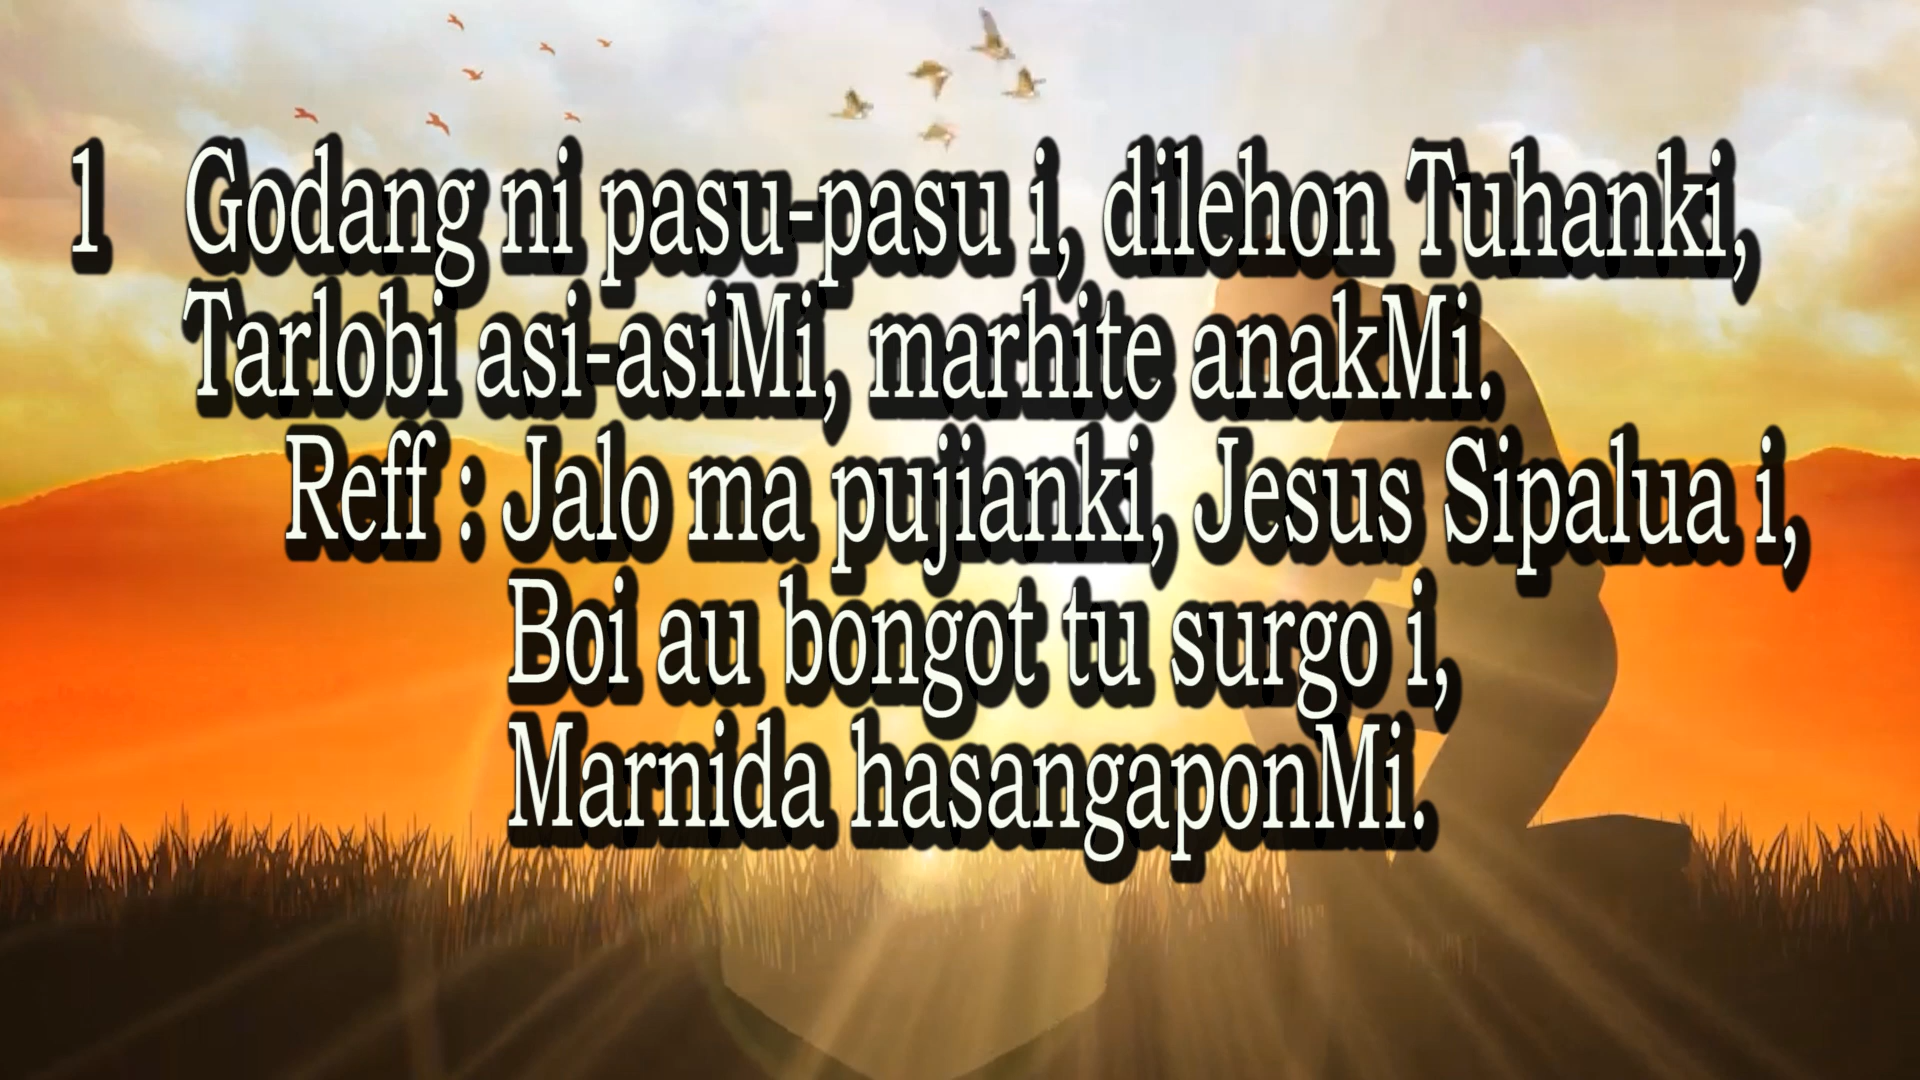 1 Godang ni pasu-pasu i, dilehon Tuhanki,
Tarlobi asi-asiMi, marhite anakMi.
Reff : Jalo ma pujianki, Jesus Sipalua i,
Boi au bongot tu surgo i,
Marnida hasangaponMi.